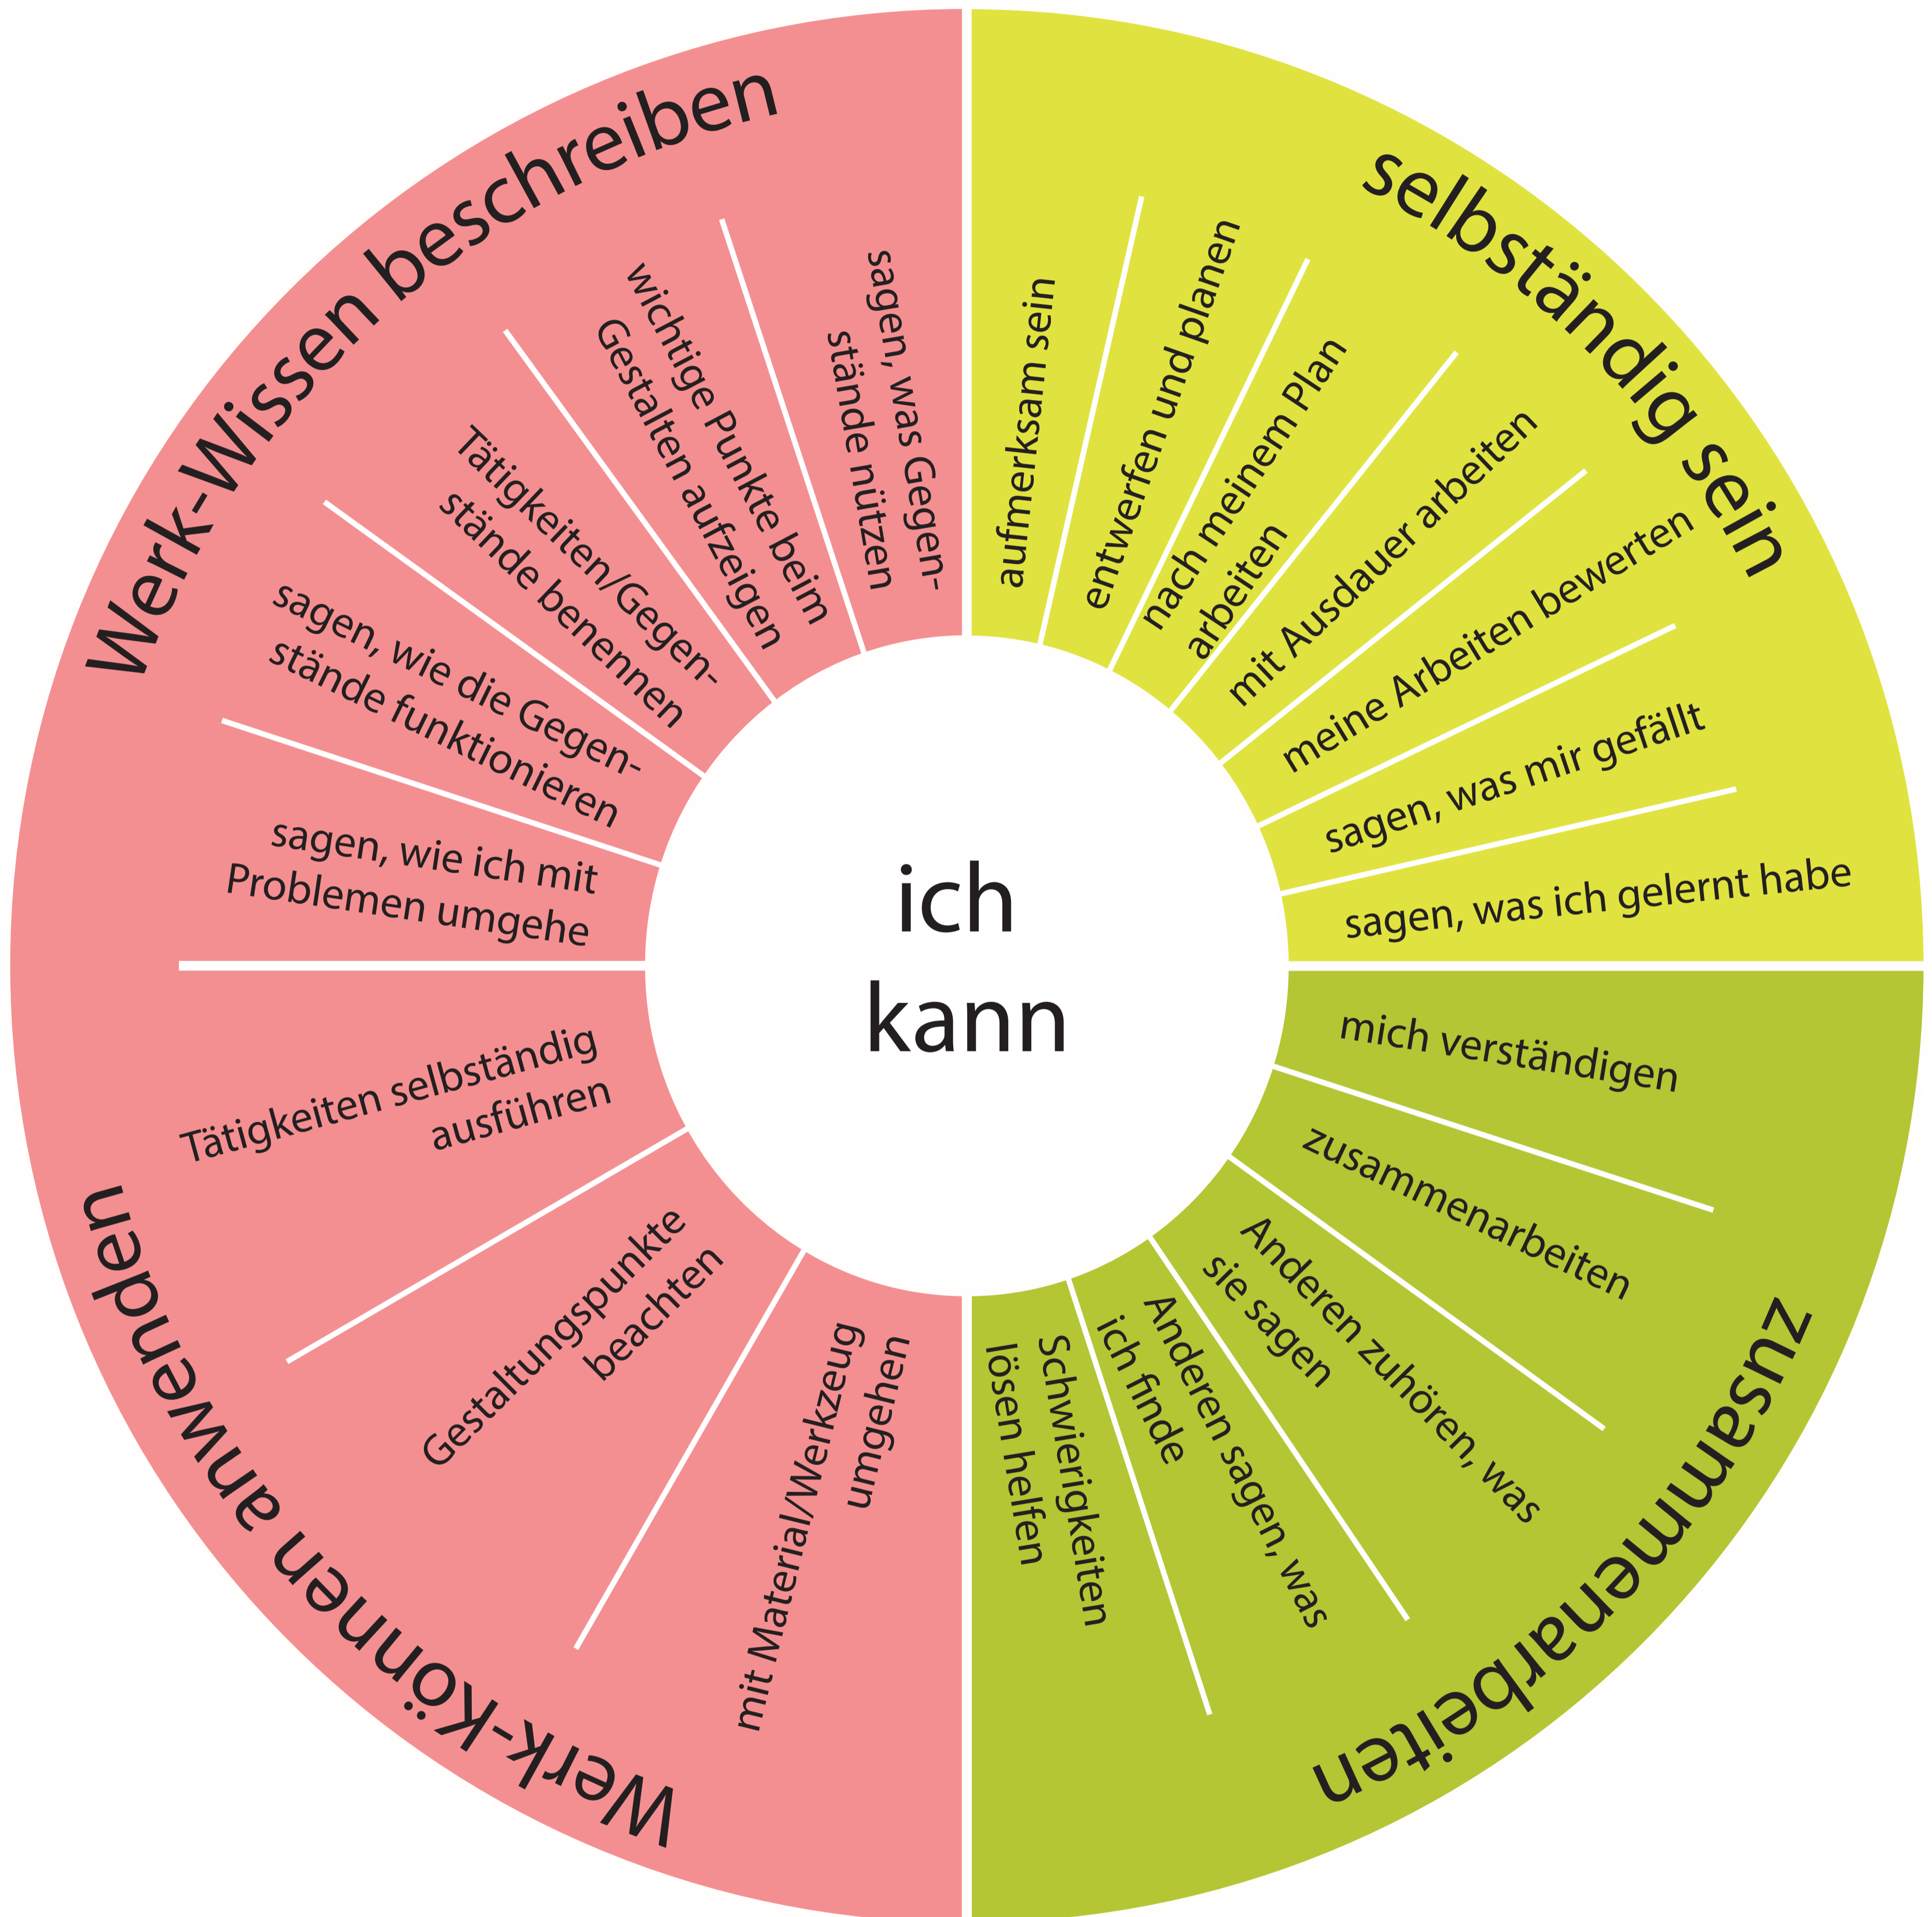 ich
kann
selbständig sein
aufmerksam sein
entwerfen und planen
nach meinem Plan
arbeiten
mit Ausdauer arbeiten
meine Arbeiten bewerten
sagen, was mir gefällt
sagen, was ich gelernt habe
Zusammenarbeiten
mich verständigen
zusammenarbeiten
Anderen zuhören, was
sie sagen
Anderen sagen, was
ich finde
Schwierigkeiten
lösen helfen
Werk-Können anwenden
mit Material/Werkzeug
umgehen
Gestaltungspunkte
beachten
Tätigkeiten selbständig
ausführen
Werk-Wissen beschreiben
sagen, wie ich mit
Problemen umgehe
sagen, wie die Gegen-
stände funktionieren
Tätigkeiten/Gegen-
stände benennen
wichtige Punkte beim
Gestalten aufzeigen
sagen, was Gegen-
stände nützen